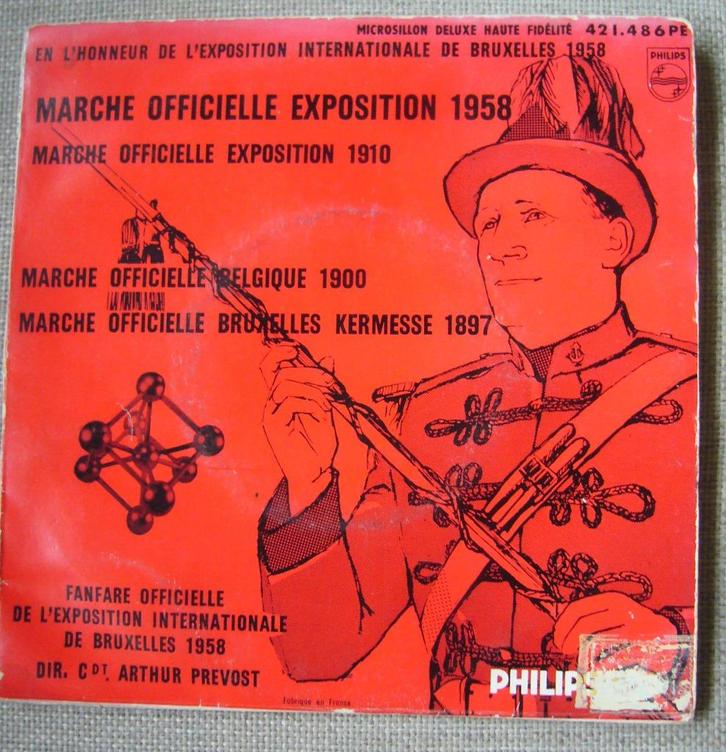 MICROSILLON DELUXE HAUTE FIDÉLITÉ 421.486 PE
EN L'HONNEUR DE L'EXPOSITION INTERNATIONALE DE BRUXELLES 1958
PHILIPS
MARCHE OFFICIELLE EXPOSITION 1958
MARCHE OFFICIELLE EXPOSITION 1910
MARCHE OFFICIELLE BELGIQUE 1900
MARCHE OFFICIELLE BRUXELLES KERMESSE 1897
FANFARE OFFICIELLE
DE L'EXPOSITION INTERNATIONALE
DE BRUXELLES 1958
DIR. CDT. ARTHUR PREVOST
PHILIPS
Fabriqué en France